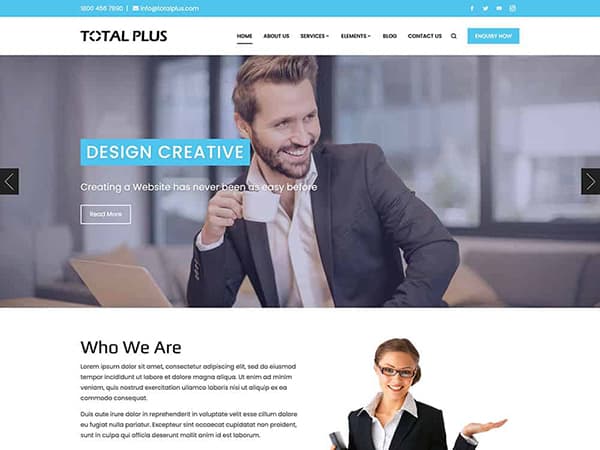 1800 456 7890 | info@totalplus.com
TOTAL PLUS
HOME ABOUT US SERVICES ELEMENTS BLOG CONTACT US ENQUIRY NOW
DESIGN CREATIVE
Creating a Website has never been as easy before
Read More
Who We Are
Lorem ipsum dolor sit amet, consectetur adipiscing elit
tempor incididunt ut labore et dolore magna aliqua. Ut enim ad minim
veniam, quis nostrud exercitation ullamco laboris nisi ut aliquip ex ea
commodo consequat.
Quis aute irure dolor in reprehenderit in voluptate velit esse cillum dolore
eu fugiat nulla pariatur. Excepteur sint occaecat cupidatat non proident,
sunt in culpa qui officia deserunt mollit anim id est laborum.